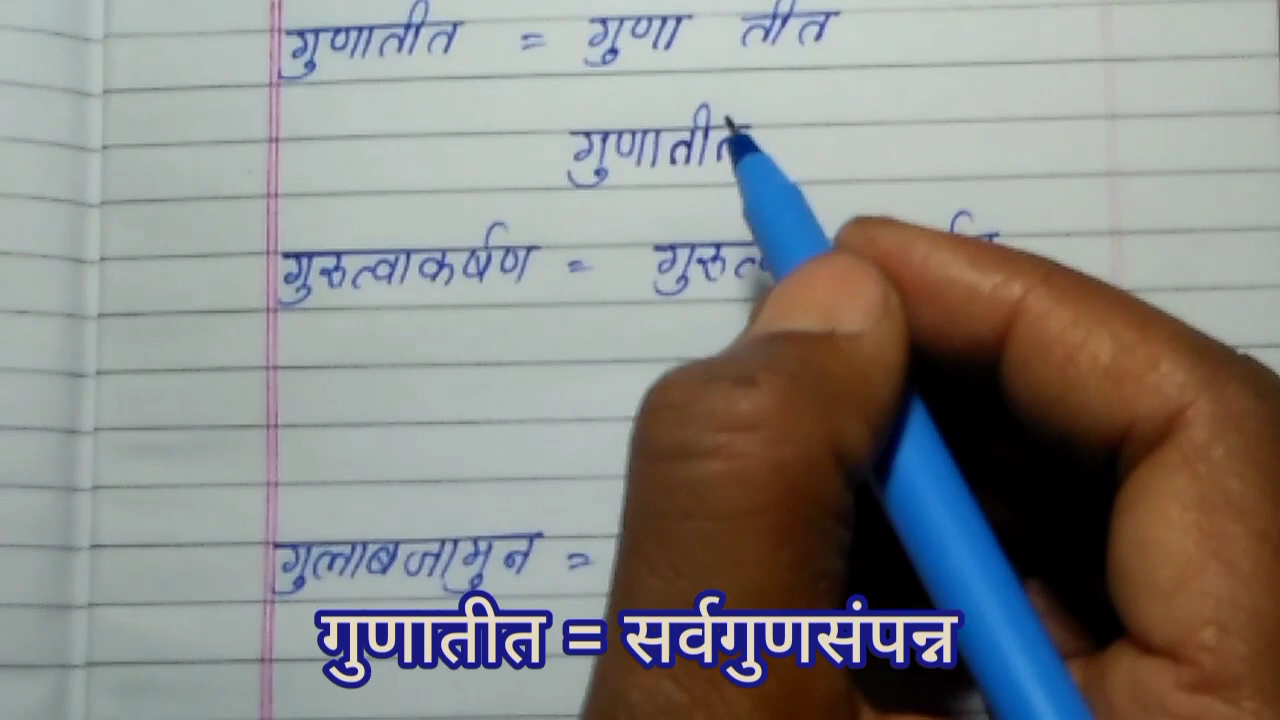 गुणातीत = गुणा तीत
गुणातीत
गुरुत्वाकर्षण =
गुलाबजामुन =
गुणातीत = सर्वगुणसंपन्न